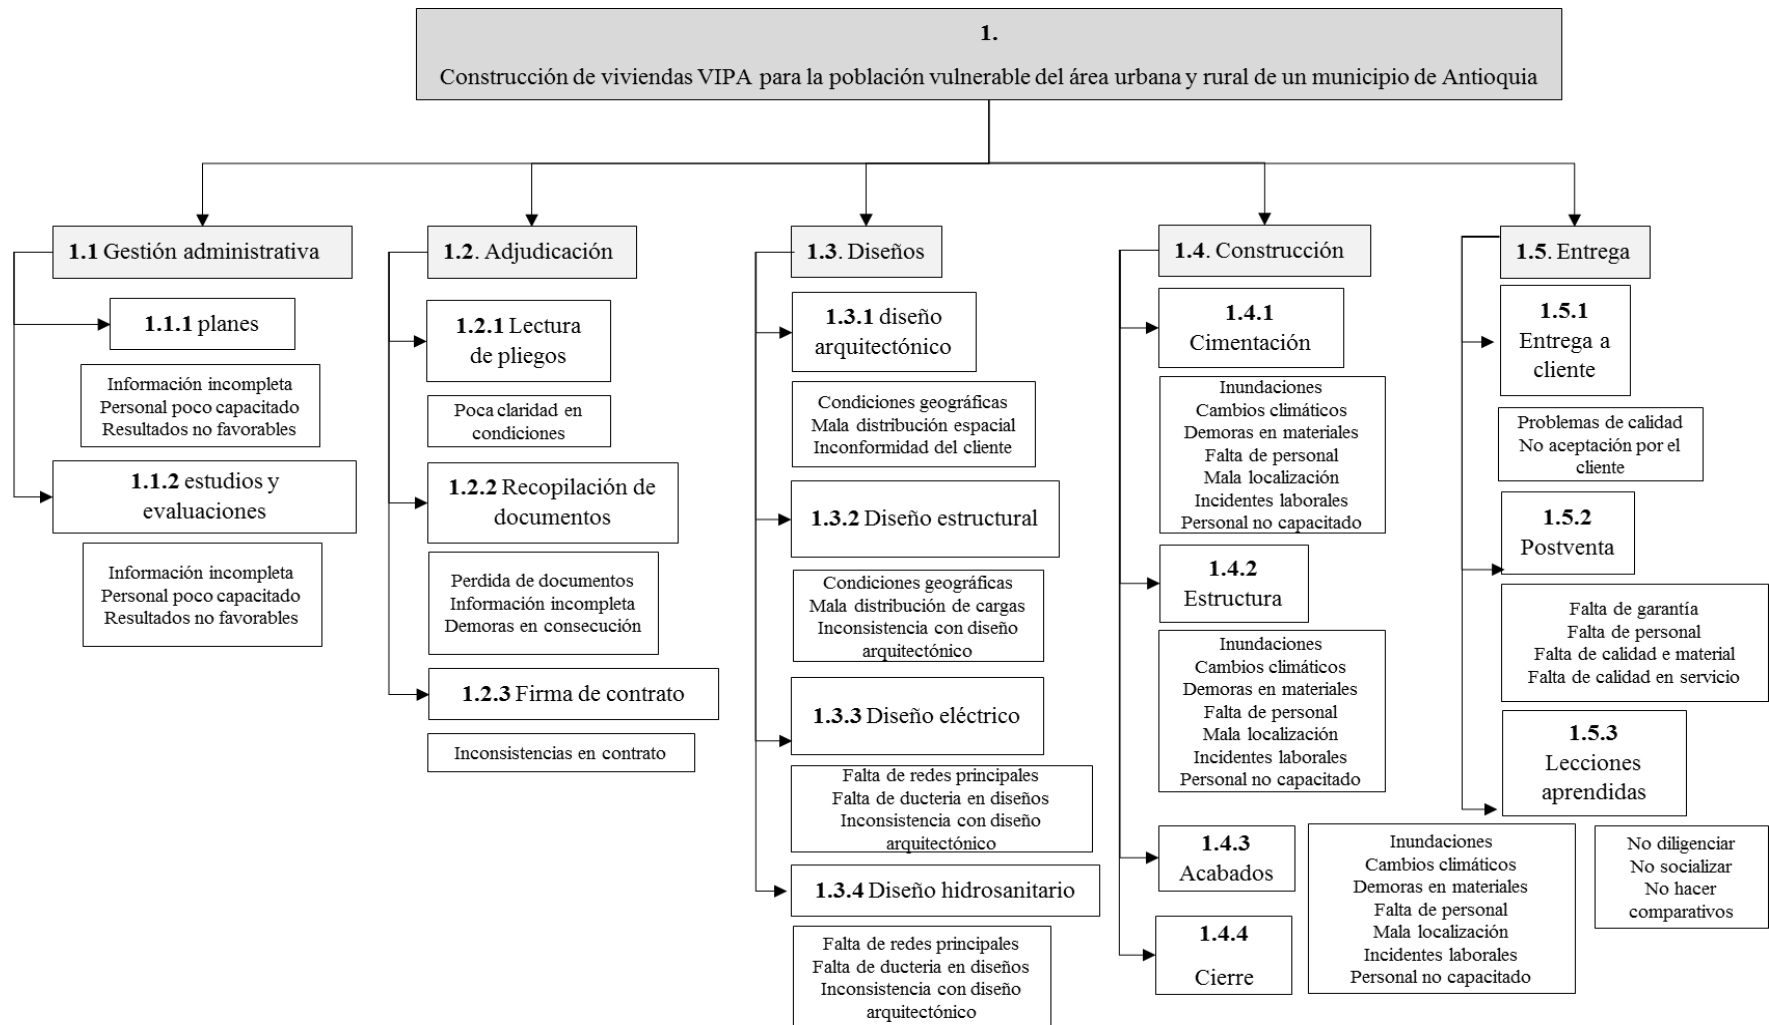 1.
Construcción de viviendas VIPA para la población vulnerable del área urbana y rural de un municipio de Antioquia
1.1 Gestión administrativa
1.1.1 planes
Información incompleta
Personal poco capacitado
Resultados no favorables
1.1.2 estudios y
evaluaciones
Información incompleta
Personal poco capacitado
Resultados no favorables
1.2. Adjudicación
1.2.1 Lectura
de pliegos
Poca claridad en
condiciones
1.2.2 Recopilación de
documentos
Perdida de documentos
Información incompleta
Demoras en consecución
1.2.3 Firma de contrato
Inconsistencias en contrato
1.3. Diseños
1.3.1 diseño
arquitectónico
Condiciones geográficas
Mala distribución espacial
Inconformidad del cliente
1.3.2 Diseño estructural
Condiciones geográficas
Mala distribución de cargas
Inconsistencia con diseño
arquitectónico
1.3.3 Diseño eléctrico
Falta de redes principales
Falta de ducteria en diseños
Inconsistencia con diseño
arquitectónico
1.3.4 Diseño hidrosanitario
Falta de redes principales
Falta de ducteria en diseños
Inconsistencia con diseño
arquitectónico
1.4. Construcción
1.4.1
Cimentación
Inundaciones
Cambios climáticos
Demoras en materiales
Falta de personal
Mala localización
Incidentes laborales
Personal no capacitado
1.4.2
Estructura
Inundaciones
Cambios climáticos
Demoras en materiales
Falta de personal
Mala localización
Incidentes laborales
Personal no capacitado
1.4.3
Acabados
1.4.4
Cierre
Inundaciones
Cambios climáticos
Demoras en materiales
Falta de personal
Mala localización
Incidentes laborales
Personal no capacitado
1.5. Entrega
1.5.1
Entrega a
cliente
Problemas de calidad
No aceptación por el
cliente
1.5.2
Postventa
Falta de garantía
Falta de personal
Falta de calidad e material
Falta de calidad en servicio
1.5.3
Lecciones
aprendidas
No diligenciar
No socializar
No hacer
comparativos